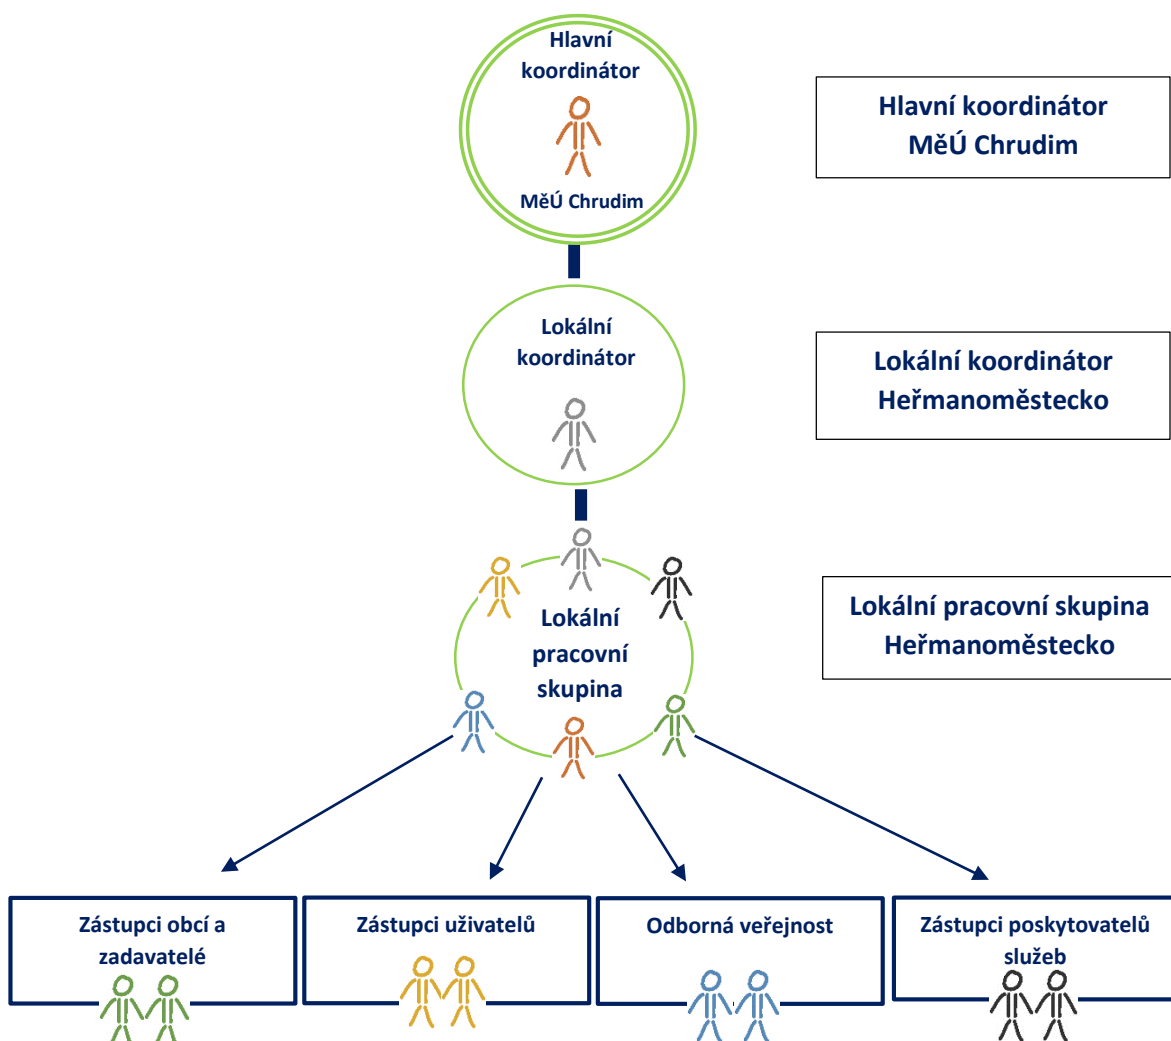 Hlavní
koordinátor
MěÚ Chrudim
Hlavní koordinátor
MěÚ Chrudim
Lokální
koordinátor
Lokální koordinátor
Heřmanoměstecko
Lokální
pracovní
skupina
Lokální pracovní skupina
Heřmanoměstecko
Zástupci obcí a
zadavatelé
Zástupci uživatelů
Odborná veřejnost
Zástupci poskytovatelů
služeb